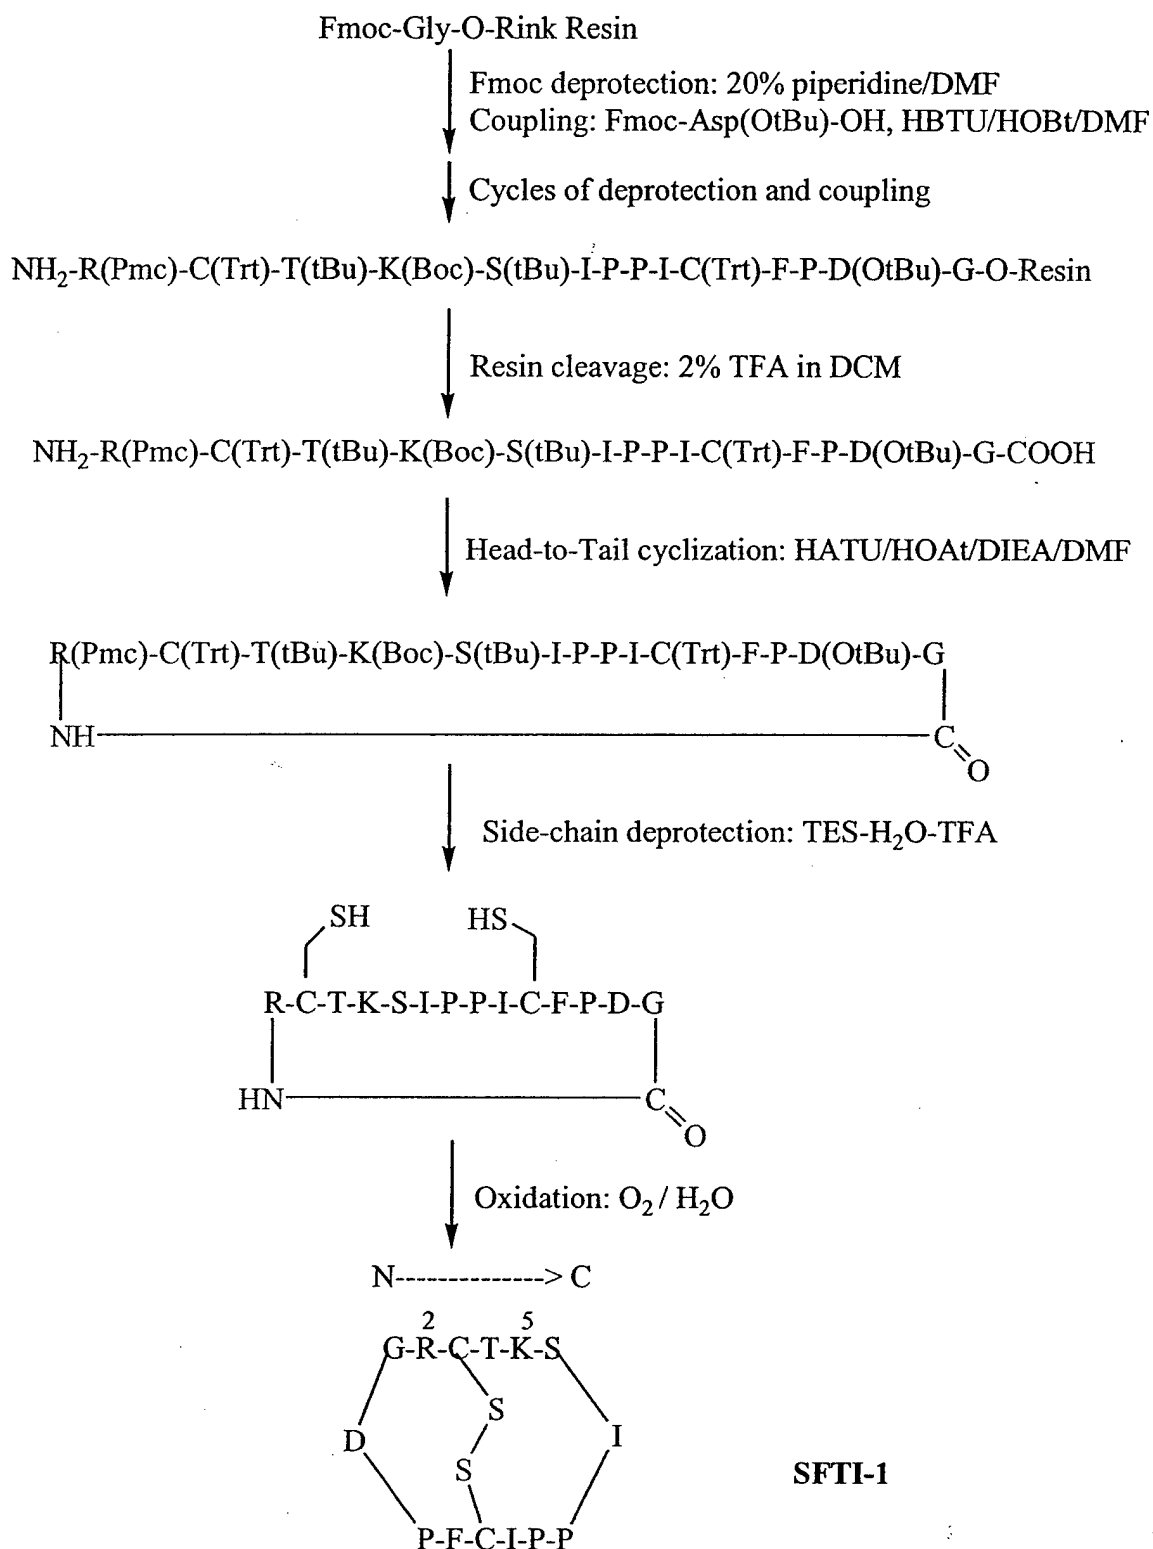 Fmoc-Gly-O-Rink Resin
Fmoc deprotection: 20% piperidine/DMF
Coupling: Fmoc-Asp(OtBu)-OH, HBTU/HOBt/DMF
Cycles of deprotection and coupling
NH₂-R(Pmc)-C(Trt)-T(tBu)-K(Boc)-S(tBu)-I-P-P-I-C(Trt)-F-P-D(OtBu)-G-O-Resin
Resin cleavage: 2% TFA in DCM
NH₂-R(Pmc)-C(Trt)-T(tBu)-K(Boc)-S(tBu)-I-P-P-I-C(Trt)-F-P-D(OtBu)-G-COOH
Head-to-Tail cyclization: HATU/HOAt/DIEA/DMF
R(Pmc)-C(Trt)-T(tBu)-K(Boc)-S(tBu)-I-P-P-I-C(Trt)-F-P-D(OtBu)-G
NH C
O
Side-chain deprotection: TES-H₂O-TFA
SH HS
R-C-T-K-S-I-P-P-I-C-F-P-D-G
HN C
O
Oxidation: O₂ / H₂O
N--------------> C
2 5
G-R-C-T-K-S
S
D I
S
SFTI-1
P-F-C-I-P-P